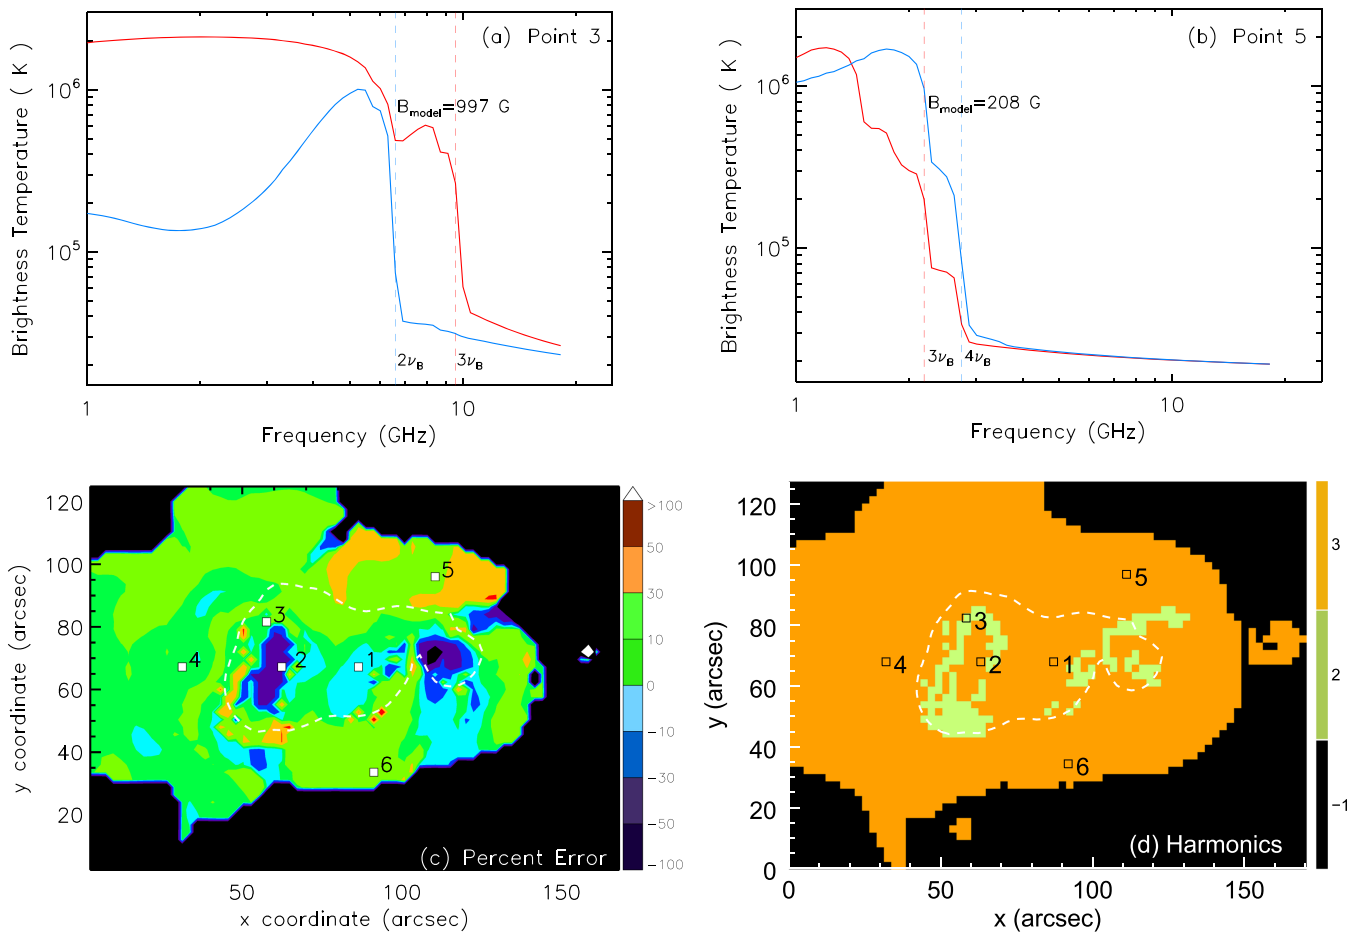 (a) Point 3
B_model=997 G
10^6
10^5
2ν_B
3ν_B
1
10
Frequency (GHz)
Brightness Temperature ( K )
(b) Point 5
B_model=208 G
10^6
10^5
3ν_B
4ν_B
1
10
Frequency (GHz)
Brightness Temperature ( K )
120
100
80
60
40
20
y coordinate (arcsec)
5
3
4
2
1
6
(c) Percent Error
50
100
150
x coordinate (arcsec)
>100
50
30
10
0
−10
−30
−50
−100
120
100
80
60
40
20
0
y (arcsec)
5
3
4
2
1
6
(d) Harmonics
0
50
100
150
x (arcsec)
3
2
−1